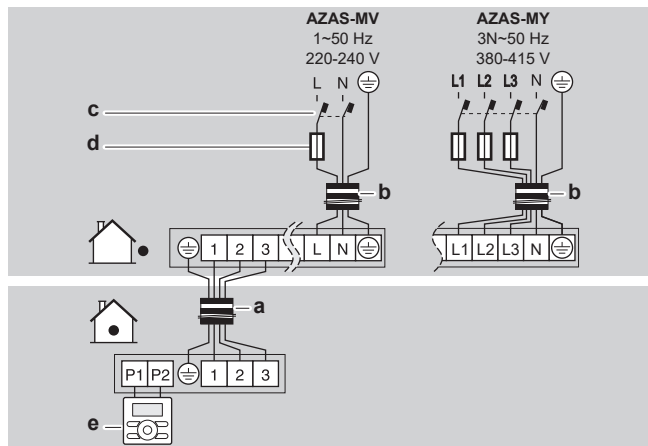 AZAS-MV
1~50 Hz
220-240 V
AZAS-MY
3N~50 Hz
380-415 V
L N
L1 L2 L3 N
c
d
b
b
1 2 3 L N
L1 L2 L3 N
a
P1 P2 1 2 3
e